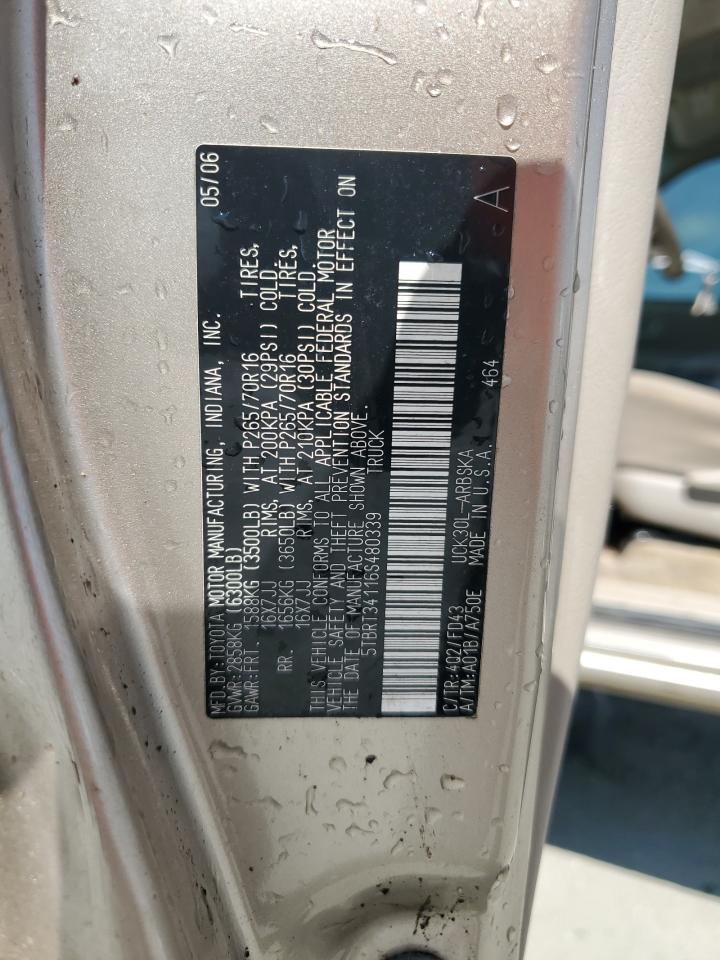 MFD. BY: TOYOTA MOTOR MANUFACTURING, INDIANA, INC. 05/06
GVWR: 2858KG (6300LB)
GAWR: FRT. 1588KG (3500LB) WITH P265/70R16 TIRES,
16X7JJ RIMS, AT 200KPA (29PSI) COLD
RR. 1656KG (3650LB) WITH P265/70R16 TIRES,
16X7JJ RIMS, AT 210KPA (30PSI) COLD
THIS VEHICLE CONFORMS TO ALL APPLICABLE FEDERAL MOTOR
VEHICLE SAFETY AND THEFT PREVENTION STANDARDS IN EFFECT ON
THE DATE OF MANUFACTURE SHOWN ABOVE.
5TBRT34116S480339 TRUCK
C/TR: 4Q2/FD43 UCK30L-ARBSKA
A/TM: A01B/A750E MADE IN U.S.A.
464 A